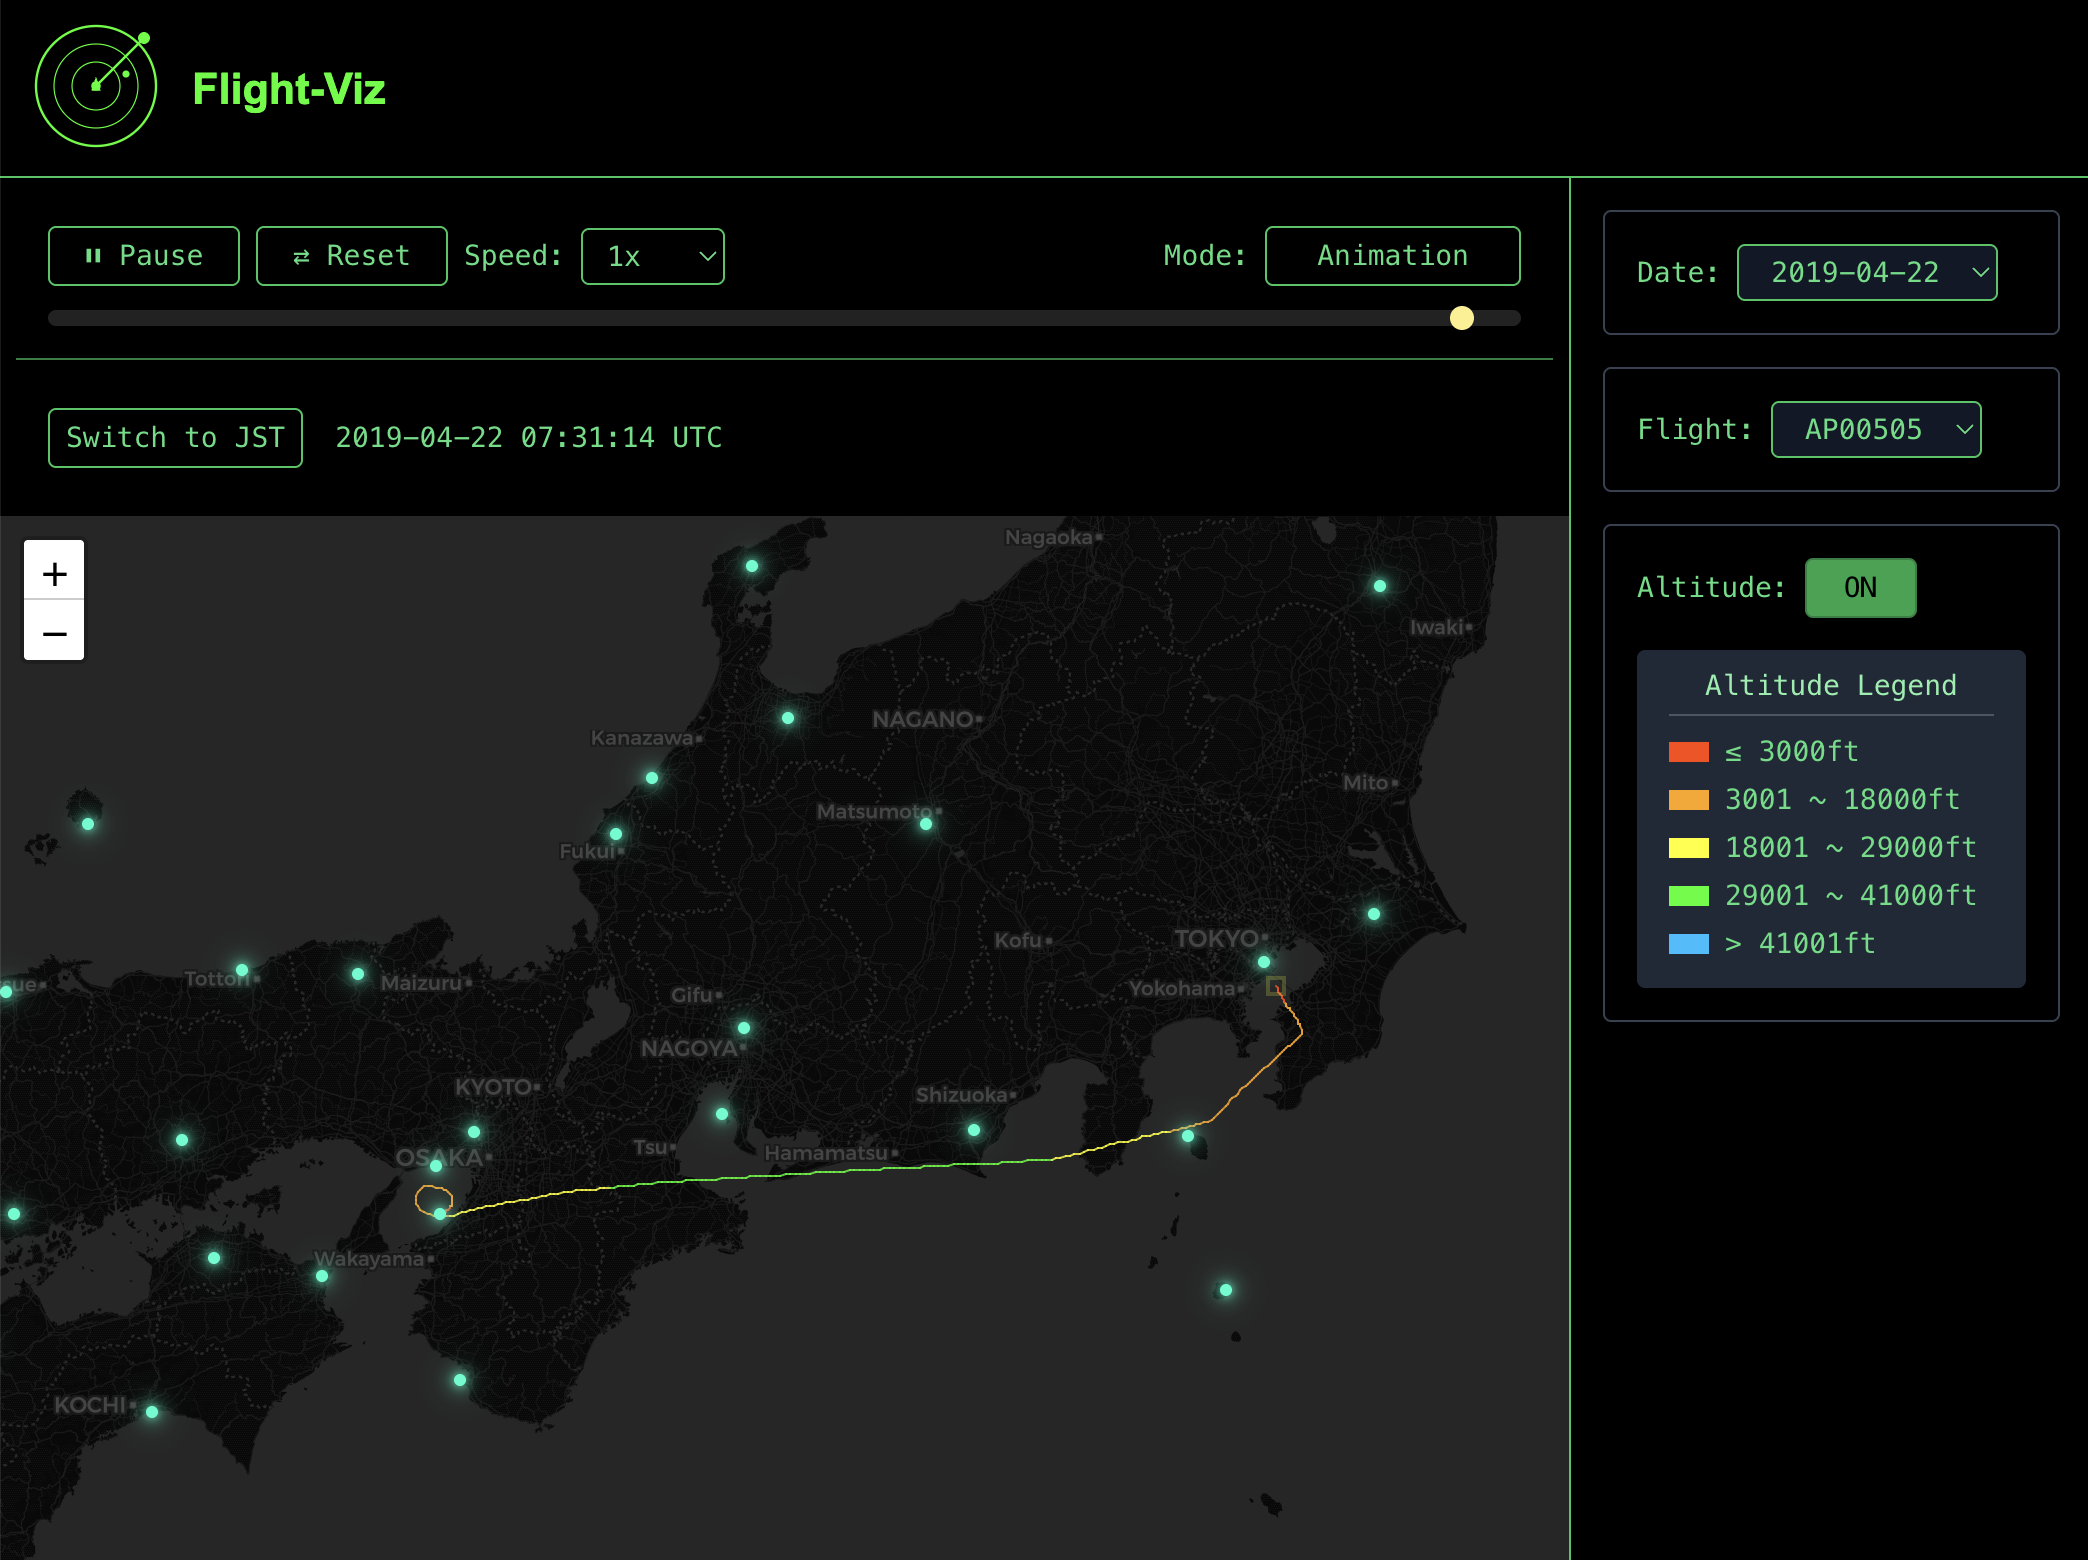 Flight-Viz
Pause
⇄ Reset
Speed:
1x
Mode:
Animation
Switch to JST
2019-04-22 07:31:14 UTC
Date:
2019-04-22
Flight:
AP00505
Altitude:
ON
Altitude Legend
≤ 3000ft
3001 ~ 18000ft
18001 ~ 29000ft
29001 ~ 41000ft
> 41001ft
+
−
Nagaoka
Iwaki
NAGANO
Kanazawa
Mito
Matsumoto
Fukui
TOKYO
Kofu
Tottori
Maizuru
sue
Yokohama
Gifu
NAGOYA
KYOTO
Shizuoka
Tsu
Hamamatsu
OSAKA
Wakayama
KOCHI